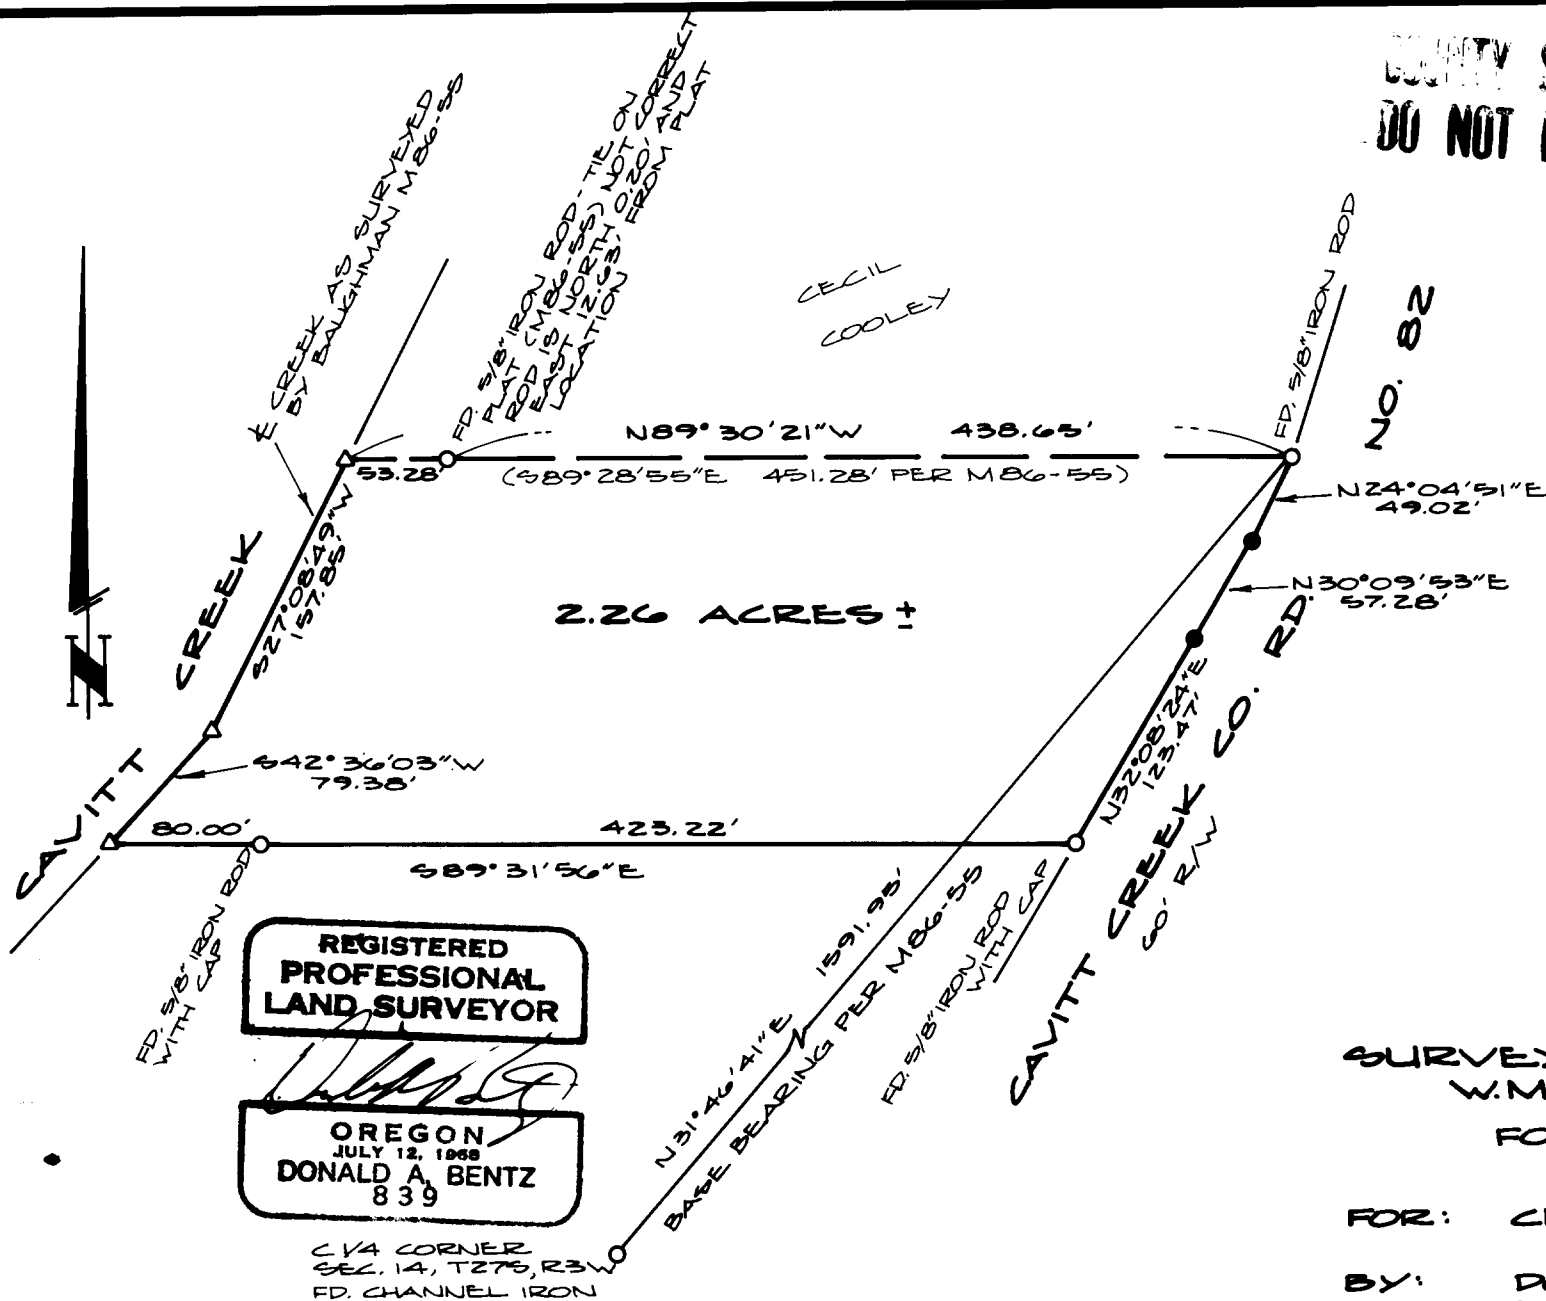 DO NOT
℄ CREEK AS SURVEYED
BY BAUGHMAN M86-55
FD. 5/8" IRON ROD - TIE ON
PLAT (M86-55) NOT CORRECT
ROD IS NORTH 0.20' AND
EAST 12.63' FROM PLAT
LOCATION
CECIL
COOLEY
FD. 5/8" IRON ROD
NO. 82
N89°30'21"W 438.65'
53.28'
(S89°28'55"E 451.28' PER M86-55)
N24°04'51"E
49.02'
N30°09'53"E
57.28'
S27°08'49"W
157.85'
CREEK
2.26 ACRES ±
N
CO. RD.
N32°08'24"E
123.47'
S42°36'03"W
79.38'
CAVITT
80.00'
423.22'
S89°31'56"E
CAVITT CREEK
60' R/W
FD. 5/8" IRON ROD
WITH CAP
FD. 5/8" IRON ROD
WITH CAP
1591.95'
N31°46'41"E
BASE BEARING PER M86-55
REGISTERED
PROFESSIONAL
LAND SURVEYOR
OREGON
JULY 12, 1968
DONALD A. BENTZ
839
C 1/4 CORNER
SEC. 14, T27S, R3W
FD. CHANNEL IRON
SURVEY
W.M
FO
FOR:
BY: